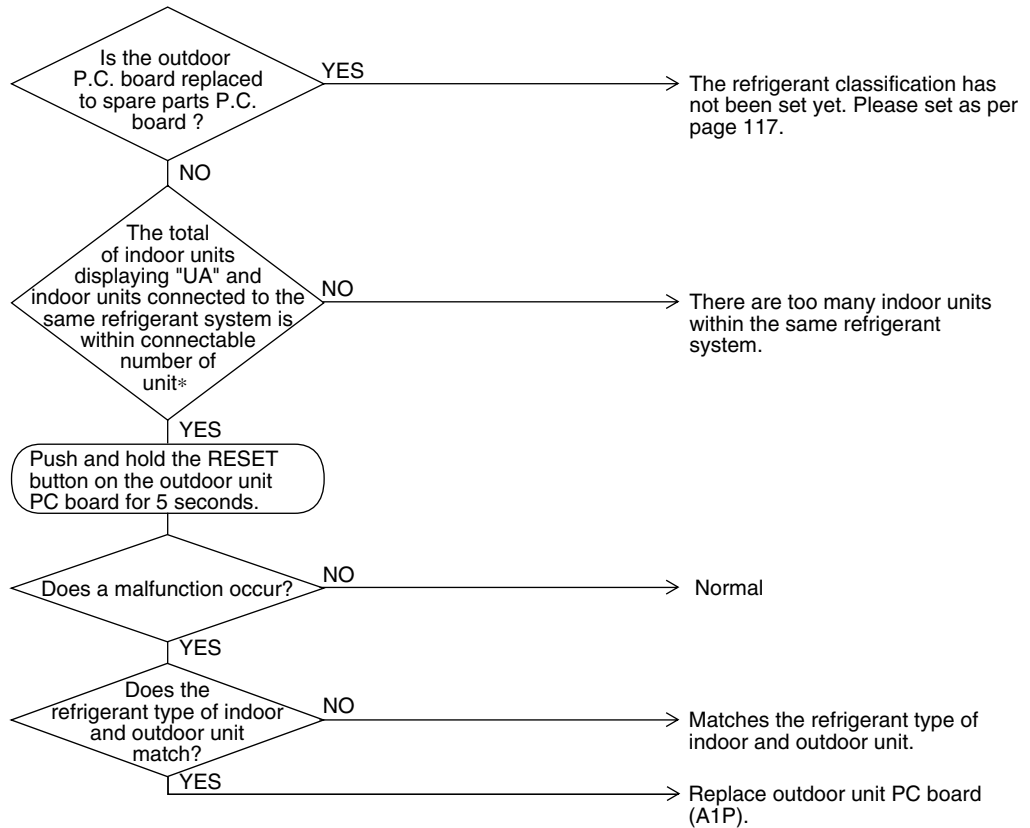 Is the outdoor
P.C. board replaced
to spare parts P.C.
board ?
YES
The refrigerant classification has
not been set yet. Please set as per
page 117.
NO
The total
of indoor units
displaying "UA" and
indoor units connected to the
same refrigerant system is
within connectable
number of
unit*
NO
There are too many indoor units
within the same refrigerant
system.
YES
Push and hold the RESET
button on the outdoor unit
PC board for 5 seconds.
Does a malfunction occur?
NO
Normal
YES
Does the
refrigerant type of indoor
and outdoor unit
match?
NO
Matches the refrigerant type of
indoor and outdoor unit.
YES
Replace outdoor unit PC board
(A1P).